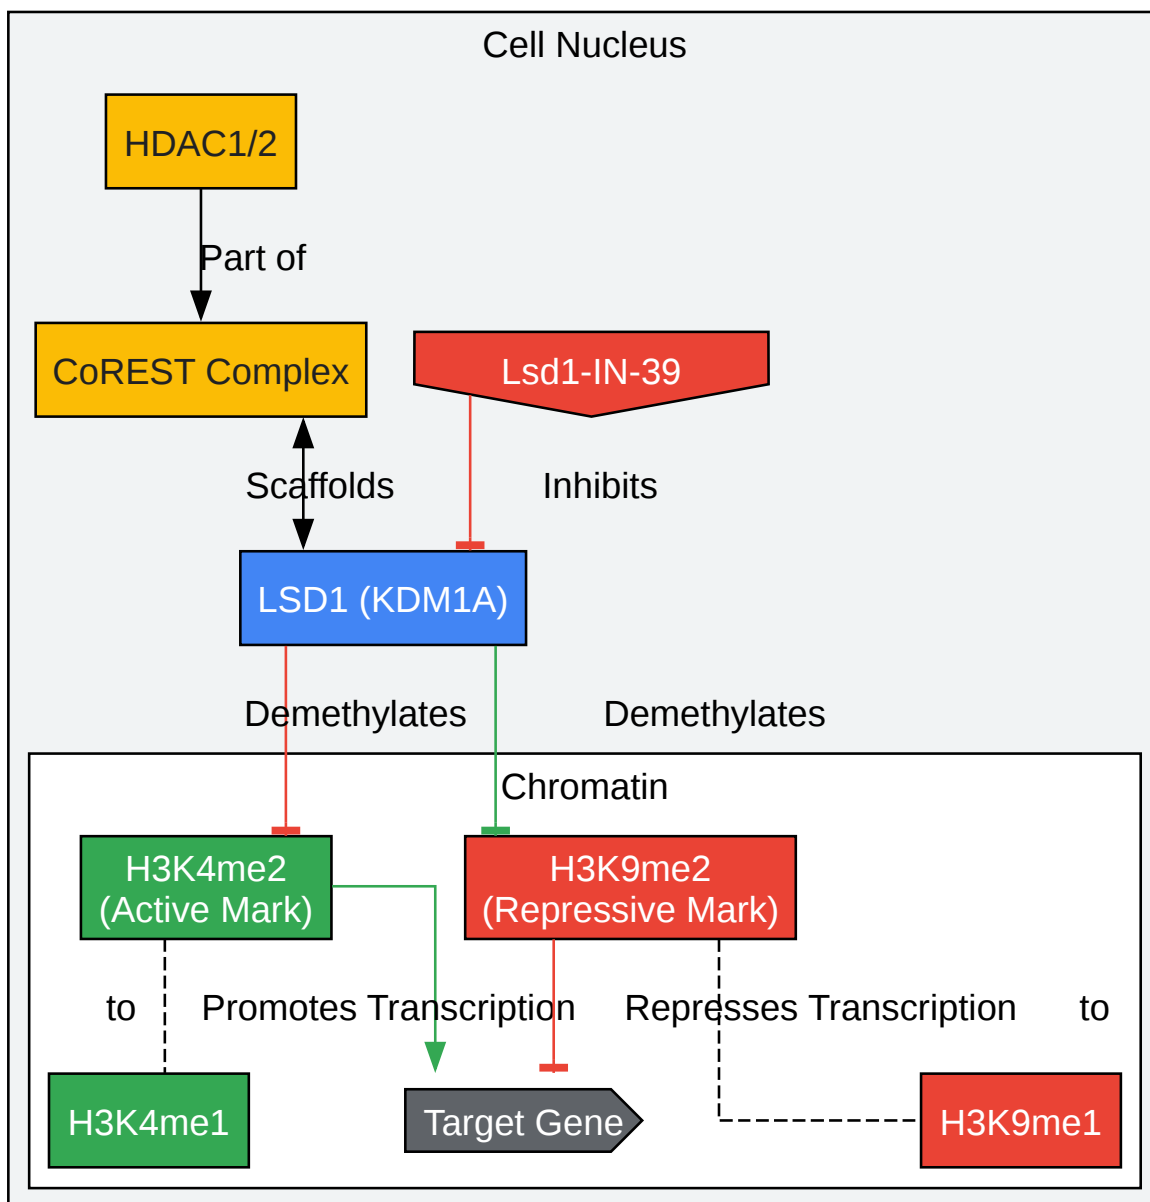 Cell Nucleus
HDAC1/2
Part of
CoREST Complex
Lsd1-IN-39
Scaffolds
Inhibits
LSD1 (KDM1A)
Demethylates
Demethylates
Chromatin
H3K4me2
(Active Mark)
H3K9me2
(Repressive Mark)
to
Promotes Transcription
Represses Transcription
to
H3K4me1
Target Gene
H3K9me1